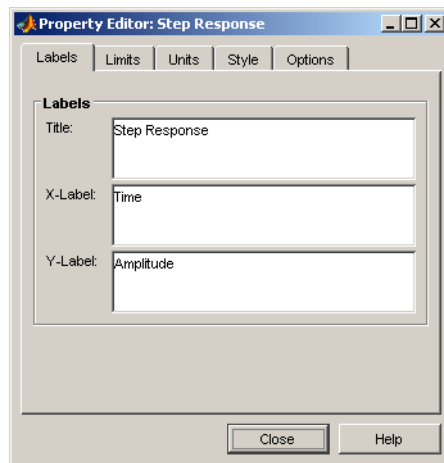 Property Editor: Step Response
Labels Limits Units Style Options
Labels
Title: Step Response
X-Label: Time
Y-Label: Amplitude
Close Help